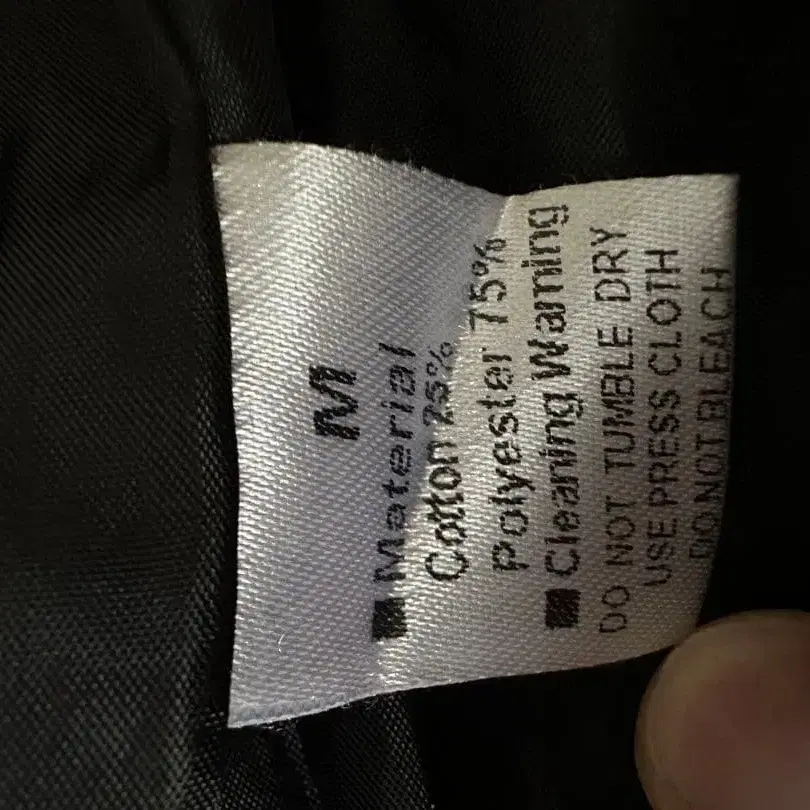 M
■Material
Cotton 25%
Polyester 75%
■Cleaning Warning
DO NOT TUMBLE DRY
USE PRESS CLOTH
DO NOT BLEACH